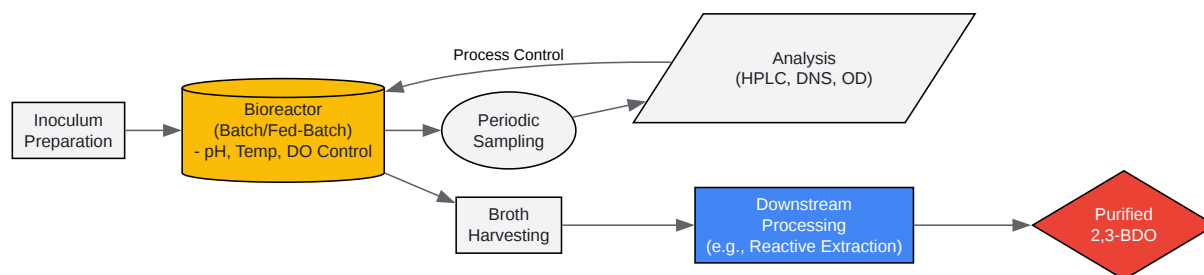 Inoculum
Preparation
Bioreactor
(Batch/Fed-Batch)
- pH, Temp, DO Control
Process Control
Periodic
Sampling
Analysis
(HPLC, DNS, OD)
Broth
Harvesting
Downstream
Processing
(e.g., Reactive Extraction)
Purified
2,3-BDO